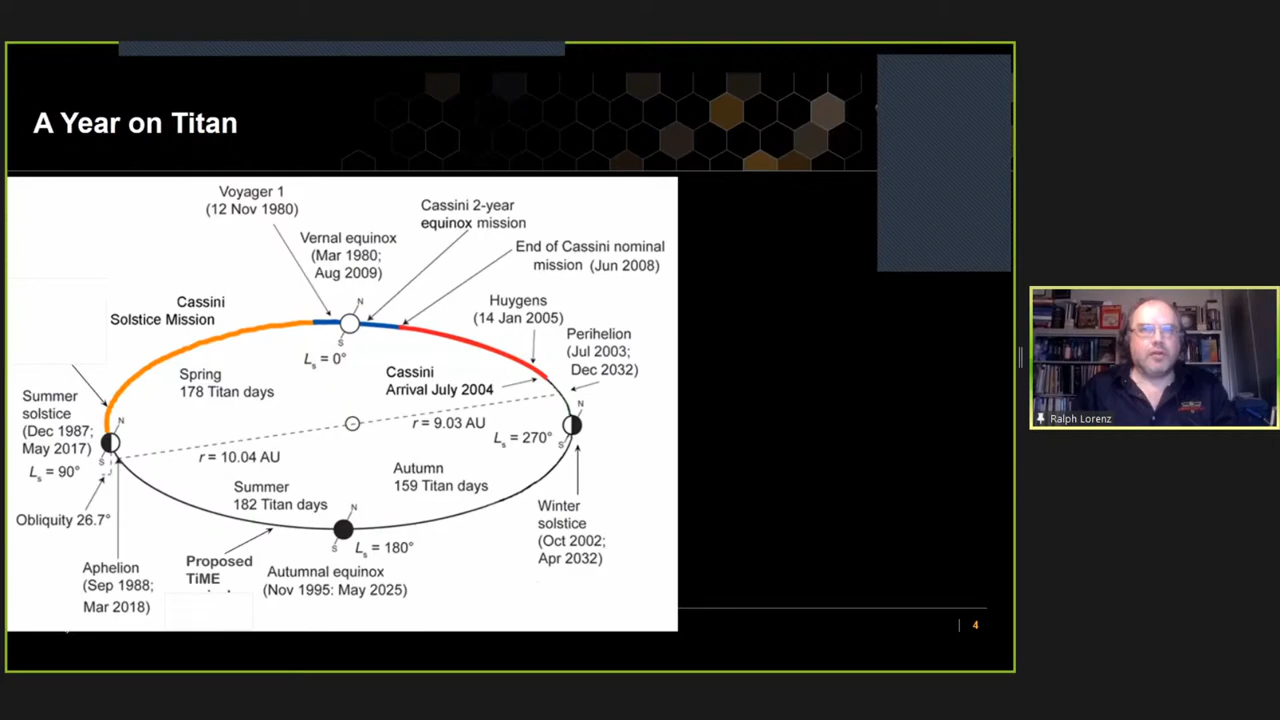 A Year on Titan
Voyager 1
(12 Nov 1980)
Cassini 2-year
equinox mission
Vernal equinox
(Mar 1980;
Aug 2009)
End of Cassini nominal
mission (Jun 2008)
Cassini
Solstice Mission
Huygens
(14 Jan 2005)
Perihelion
(Jul 2003;
Dec 2032)
N
S
Lₛ = 0°
Spring
178 Titan days
Cassini
Arrival July 2004
Summer
solstice
(Dec 1987;
May 2017)
N
S
Lₛ = 90°
r = 9.03 AU
N
S
Lₛ = 270°
r = 10.04 AU
Autumn
159 Titan days
Summer
182 Titan days
Obliquity 26.7°
Winter
solstice
(Oct 2002;
Apr 2032)
N
S
Lₛ = 180°
Proposed
TiME
Aphelion
(Sep 1988;
Mar 2018)
Autumnal equinox
(Nov 1995: May 2025)
4
Ralph Lorenz